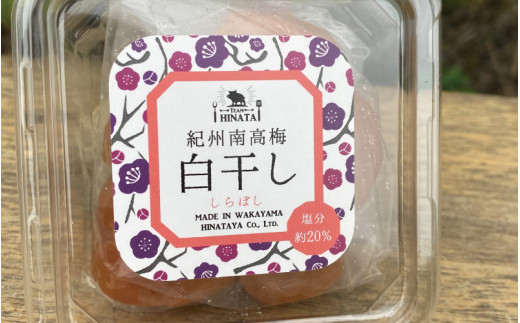 TEAM
HINATA
紀州南高梅
白干し
しらぼし
MADE IN WAKAYAMA
HINATAYA CO., LTD.
塩分
約20%